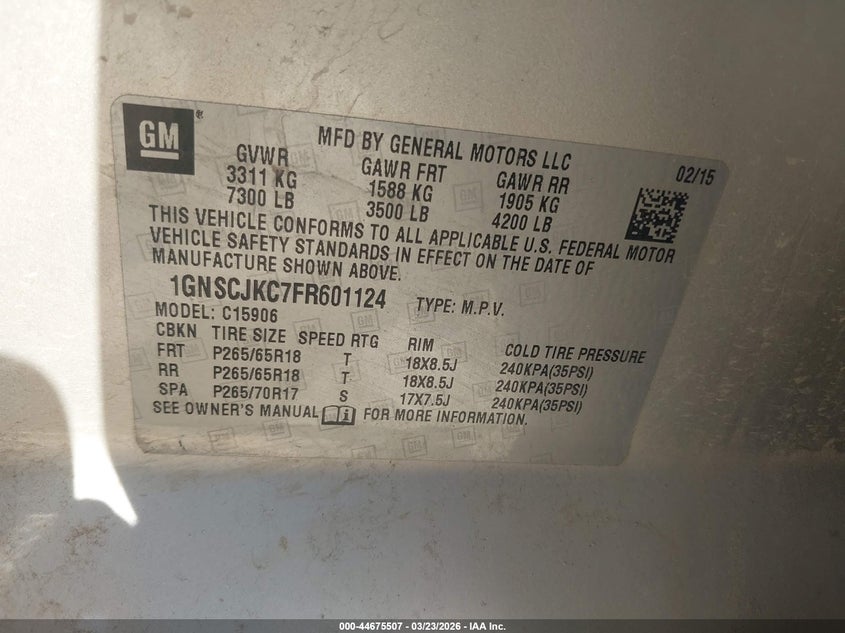 GM
MFD BY GENERAL MOTORS LLC
02/15
GVWR GAWR FRT GAWR RR
3311 KG 1588 KG 1905 KG
7300 LB 3500 LB 4200 LB
THIS VEHICLE CONFORMS TO ALL APPLICABLE U.S. FEDERAL MOTOR
VEHICLE SAFETY STANDARDS IN EFFECT ON THE DATE OF
MANUFACTURE SHOWN ABOVE.
1GNSCJKC7FR601124 TYPE: M.P.V.
MODEL: C15906
CBKN TIRE SIZE SPEED RTG RIM COLD TIRE PRESSURE
FRT P265/65R18 T 18X8.5J 240KPA(35PSI)
RR P265/65R18 T 18X8.5J 240KPA(35PSI)
SPA P265/70R17 S 17X7.5J 240KPA(35PSI)
SEE OWNER'S MANUAL FOR MORE INFORMATION.
000-44675507 - 03/23/2026 - IAA Inc.